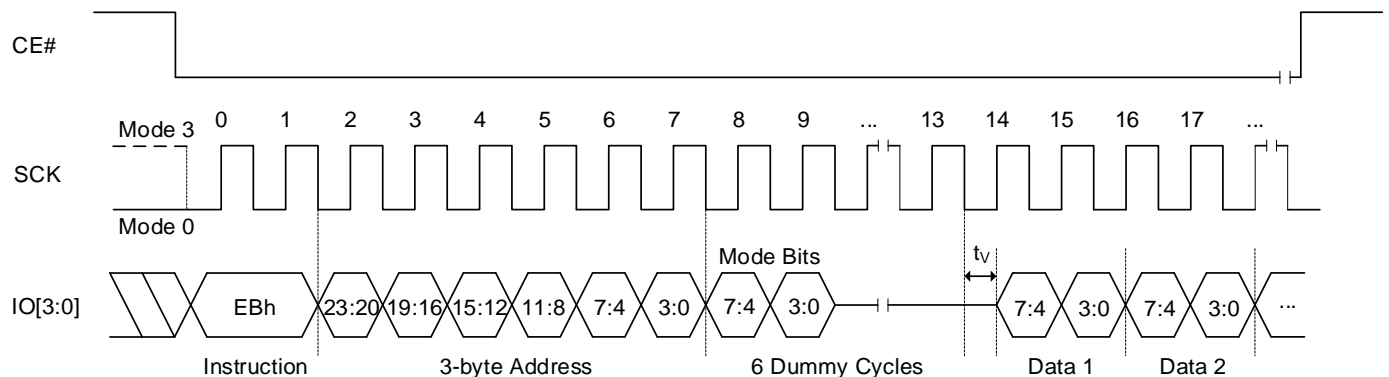 CE#
0 1 2 3 4 5 6 7 8 9 ... 13 14 15 16 17 ...
Mode 3
SCK
Mode 0
Mode Bits
tV
IO[3:0]
EBh 23:20 19:16 15:12 11:8 7:4 3:0 7:4 3:0 7:4 3:0 7:4 3:0 ...
Instruction 3-byte Address 6 Dummy Cycles Data 1 Data 2